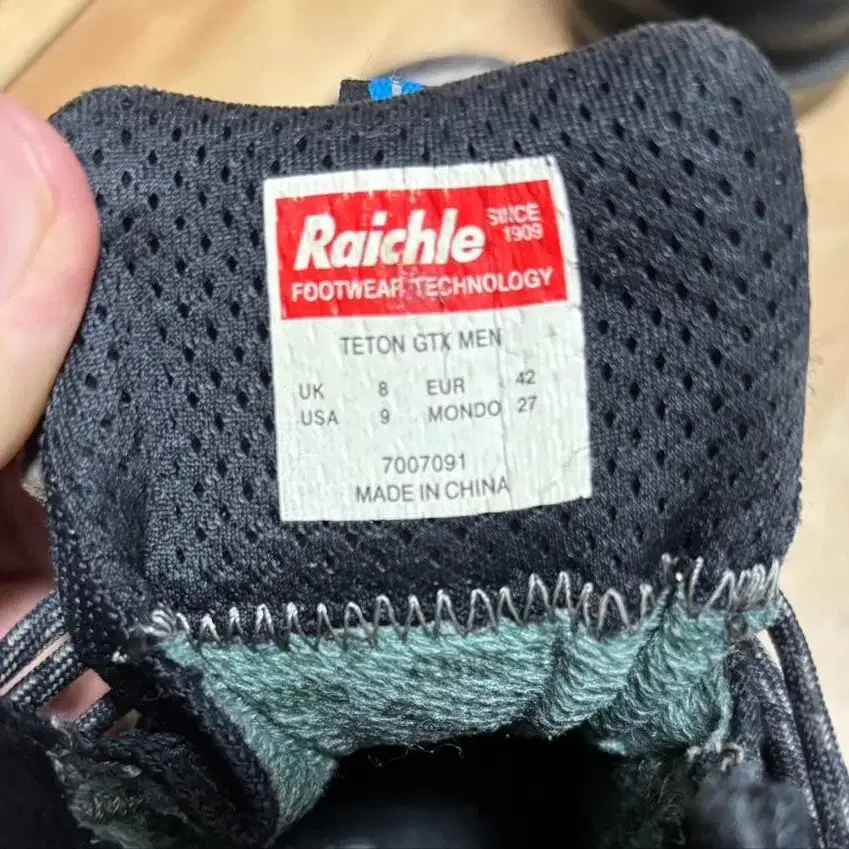 Raichle SINCE 1909
FOOTWEAR TECHNOLOGY
TETON GTX MEN
UK 8 EUR 42
USA 9 MONDO 27
7007091
MADE IN CHINA